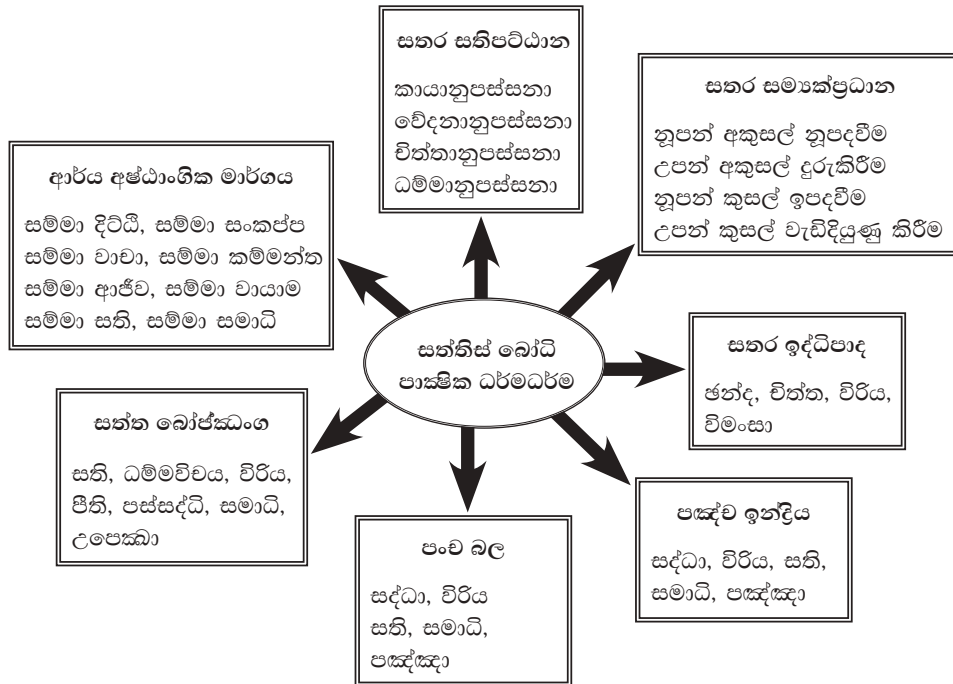 සතර සතිපට්ඨාන
කායානුපස්සනා
වේදනානුපස්සනා
චිත්තානුපස්සනා
ධම්මානුපස්සනා
සතර සම්‍යක්ප්‍රධාන
නූපන් අකුසල් නූපදවීම
උපන් අකුසල් දුරුකිරීම
නූපන් කුසල් ඉපදවීම
උපන් කුසල් වැඩිදියුණු කිරීම
ආර්ය අෂ්ඨාංගික මාර්ගය
සම්මා දිට්ඨි, සම්මා සංකප්ප
සම්මා වාචා, සම්මා කම්මන්ත
සම්මා ආජීව, සම්මා වායාම
සම්මා සති, සම්මා සමාධි
සත්තිස් බෝධි
පාක්‍ෂික ධර්මධර්ම
සතර ඉද්ධිපාද
ඡන්ද, චිත්ත, විරිය,
විමංසා
සත්ත බෝජ්ඣංග
සති, ධම්මවිචය, විරිය,
පීති, පස්සද්ධි, සමාධි,
උපෙක්‍ඛා
පංච බල
සද්ධා, විරිය
සති, සමාධි,
පඤ්ඤා
පඤ්ච ඉන්ද්‍රිය
සද්ධා, විරිය, සති,
සමාධි, පඤ්ඤා